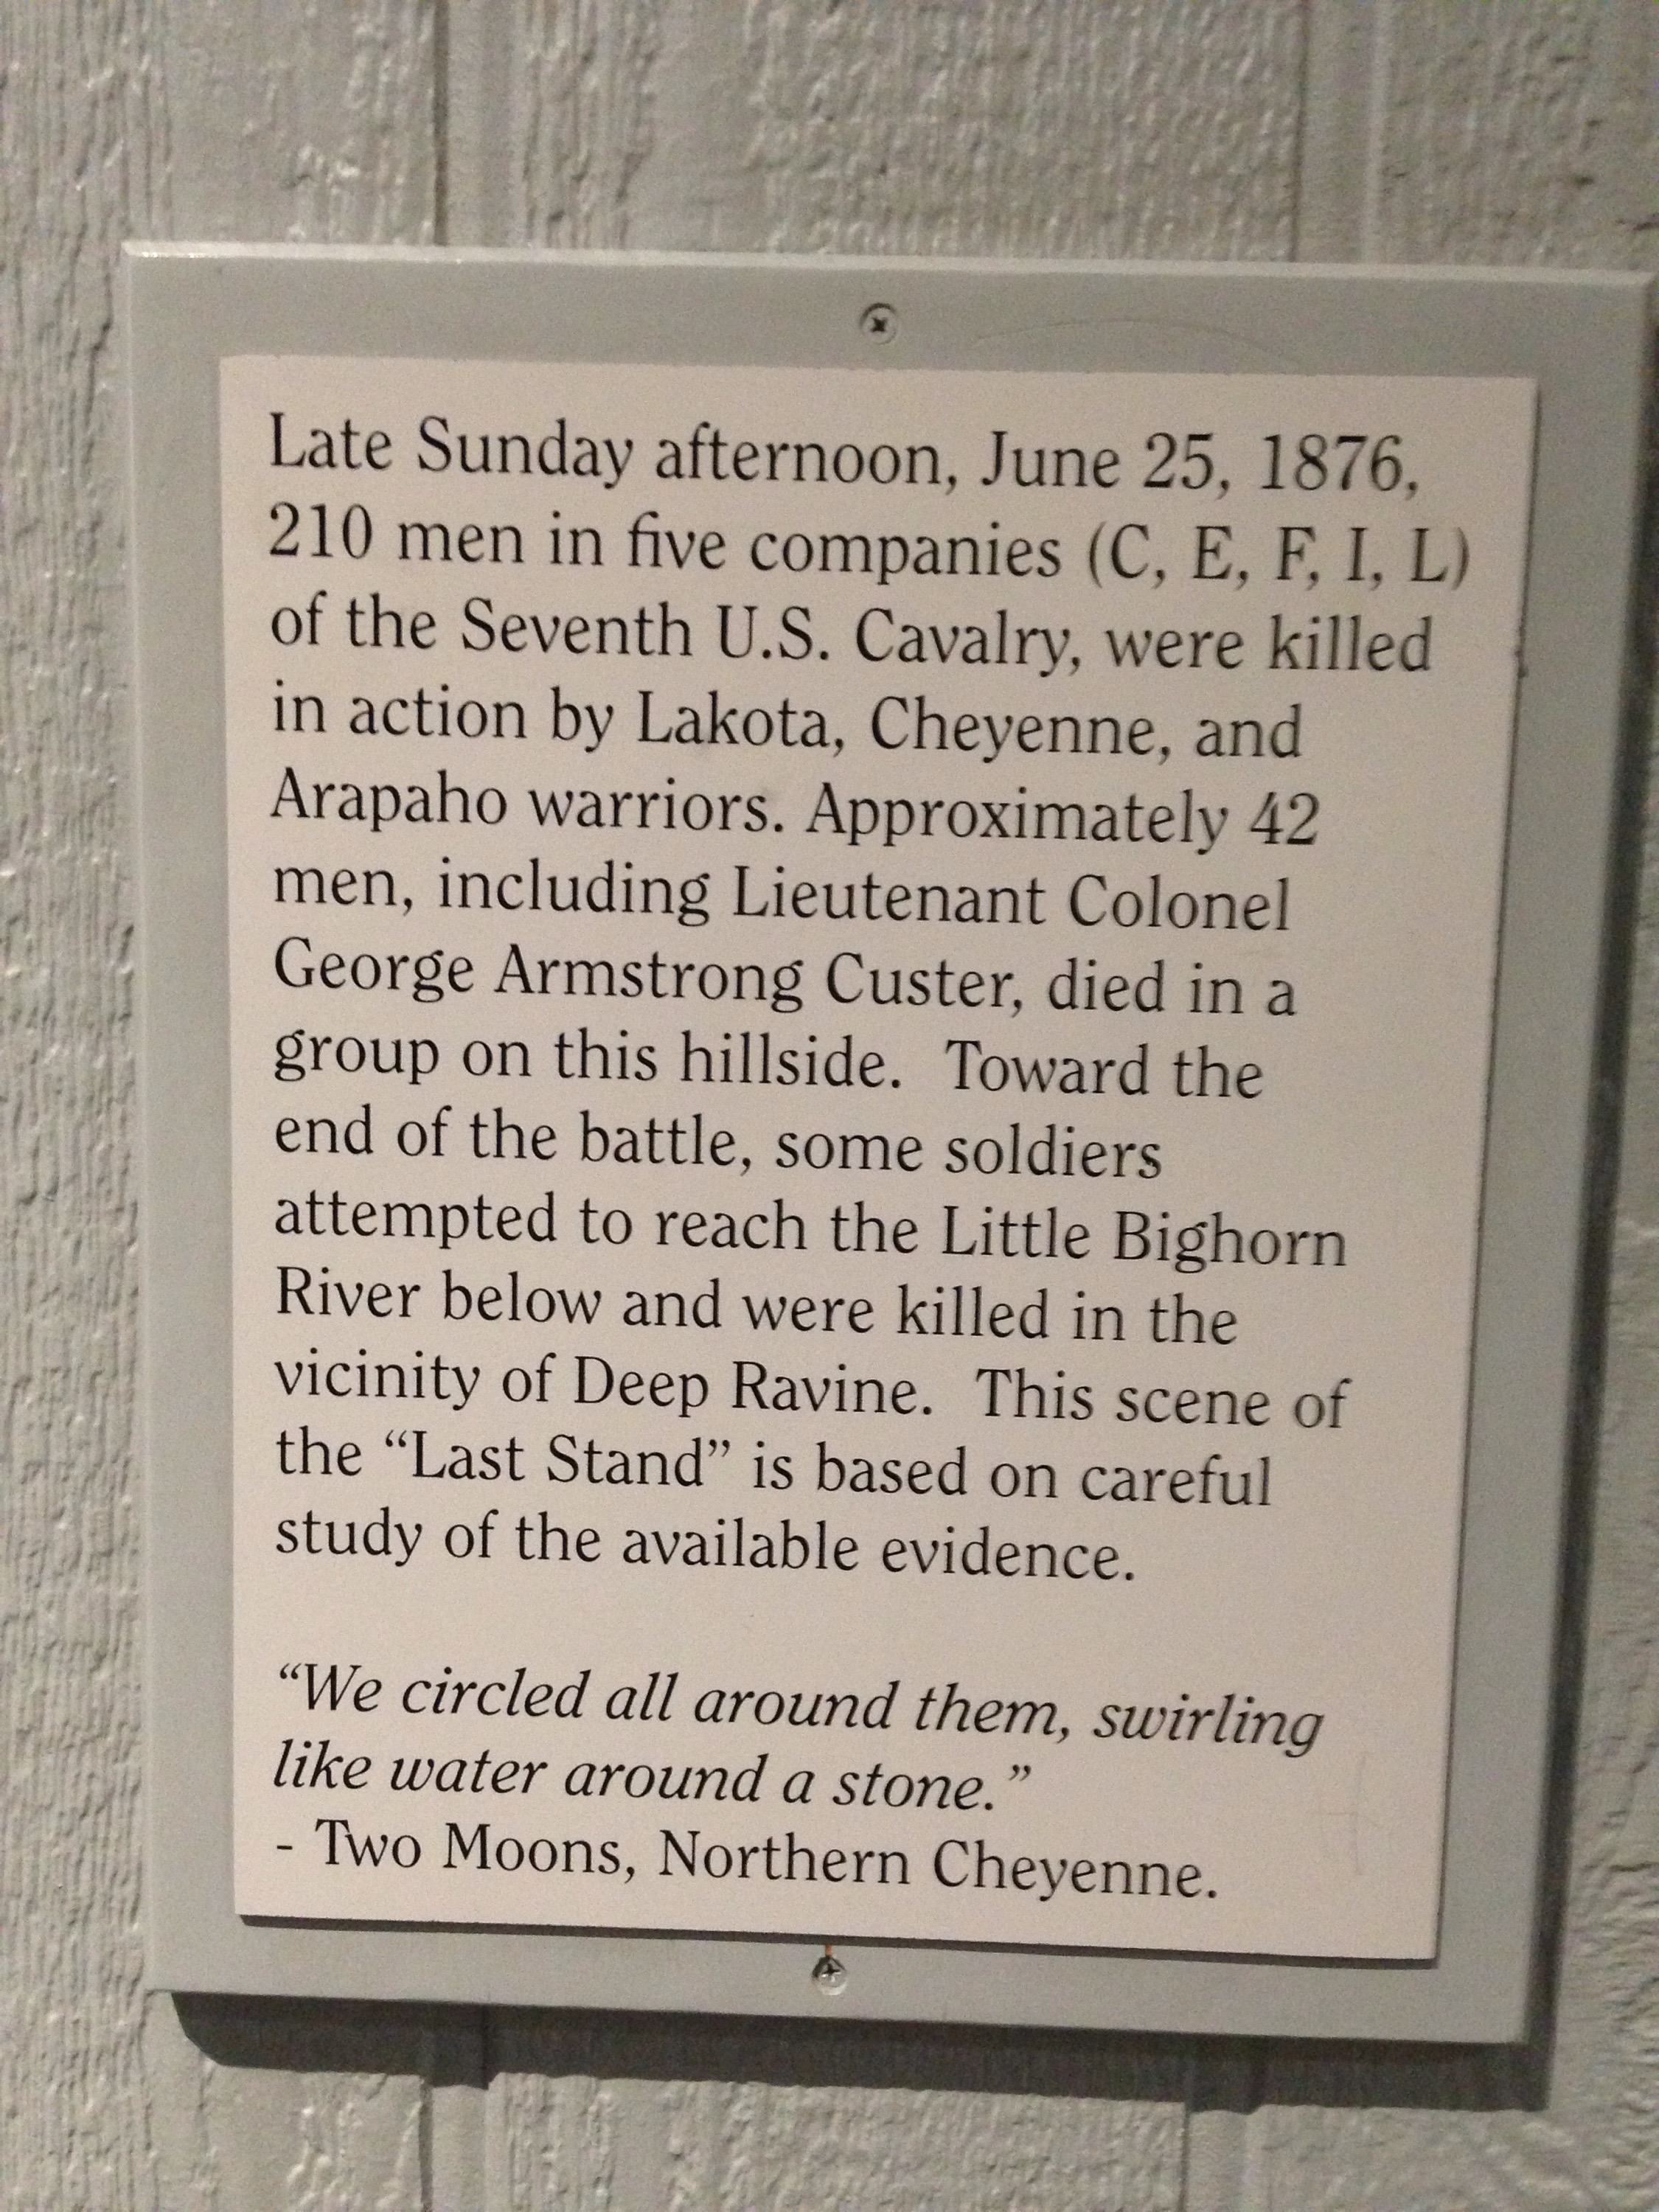 Late Sunday afternoon, June 25, 1876,
210 men in five companies (C, E, F, I, L)
of the Seventh U.S. Cavalry, were killed
in action by Lakota, Cheyenne, and
Arapaho warriors. Approximately 42
men, including Lieutenant Colonel
George Armstrong Custer, died in a
group on this hillside.  Toward the
end of the battle, some soldiers
attempted to reach the Little Bighorn
River below and were killed in the
vicinity of Deep Ravine.  This scene of
the “Last Stand” is based on careful
study of the available evidence.
“We circled all around them, swirling
like water around a stone.”
- Two Moons, Northern Cheyenne.